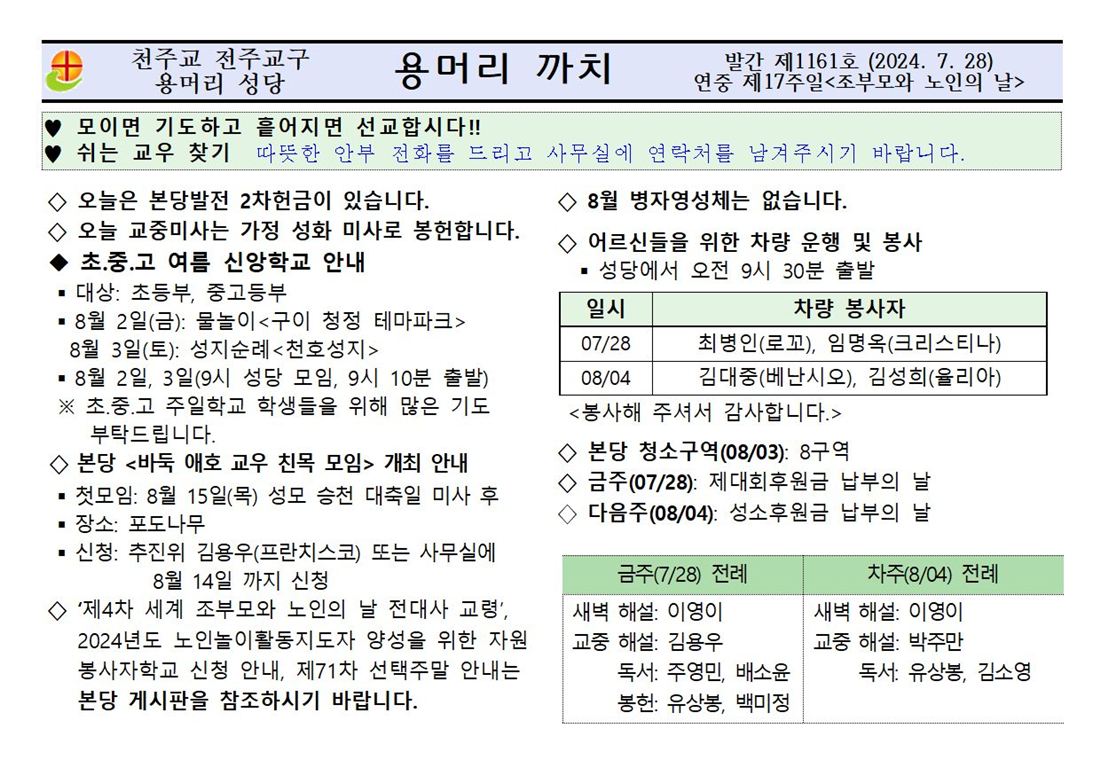 천주교 전주교구
용머리 성당
용머리 까치
발간 제1161호 (2024. 7. 28)
연중 제17주일<조부모와 노인의 날>
♥ 모이면 기도하고 흩어지면 선교합시다!!
♥ 쉬는 교우 찾기 따뜻한 안부 전화를 드리고 사무실에 연락처를 남겨주시기 바랍니다.
◇ 오늘은 본당발전 2차헌금이 있습니다.
◇ 오늘 교중미사는 가정 성화 미사로 봉헌합니다.
◆ 초.중.고 여름 신앙학교 안내
▪ 대상: 초등부, 중고등부
▪ 8월 2일(금): 물놀이<구이 청정 테마파크>
8월 3일(토): 성지순례<천호성지>
▪ 8월 2일, 3일(9시 성당 모임, 9시 10분 출발)
※ 초.중.고 주일학교 학생들을 위해 많은 기도
부탁드립니다.
◇ 본당 <바둑 애호 교우 친목 모임> 개최 안내
▪ 첫모임: 8월 15일(목) 성모 승천 대축일 미사 후
▪ 장소: 포도나무
▪ 신청: 추진위 김용우(프란치스코) 또는 사무실에
8월 14일 까지 신청
◇ ‘제4차 세계 조부모와 노인의 날 전대사 교령’,
2024년도 노인놀이활동지도자 양성을 위한 자원
봉사자학교 신청 안내, 제71차 선택주말 안내는
본당 게시판을 참조하시기 바랍니다.
◇ 8월 병자영성체는 없습니다.
◇ 어르신들을 위한 차량 운행 및 봉사
▪ 성당에서 오전 9시 30분 출발
일시 차량 봉사자
07/28 최병인(로꼬), 임명옥(크리스티나)
08/04 김대중(베난시오), 김성희(율리아)
<봉사해 주셔서 감사합니다.>
◇ 본당 청소구역(08/03): 8구역
◇ 금주(07/28): 제대회후원금 납부의 날
◇ 다음주(08/04): 성소후원금 납부의 날
금주(7/28) 전례 차주(8/04) 전례
새벽 해설: 이영이 새벽 해설: 이영이
교중 해설: 김용우 교중 해설: 박주만
독서: 주영민, 배소윤 독서: 유상봉, 김소영
봉헌: 유상봉, 백미정